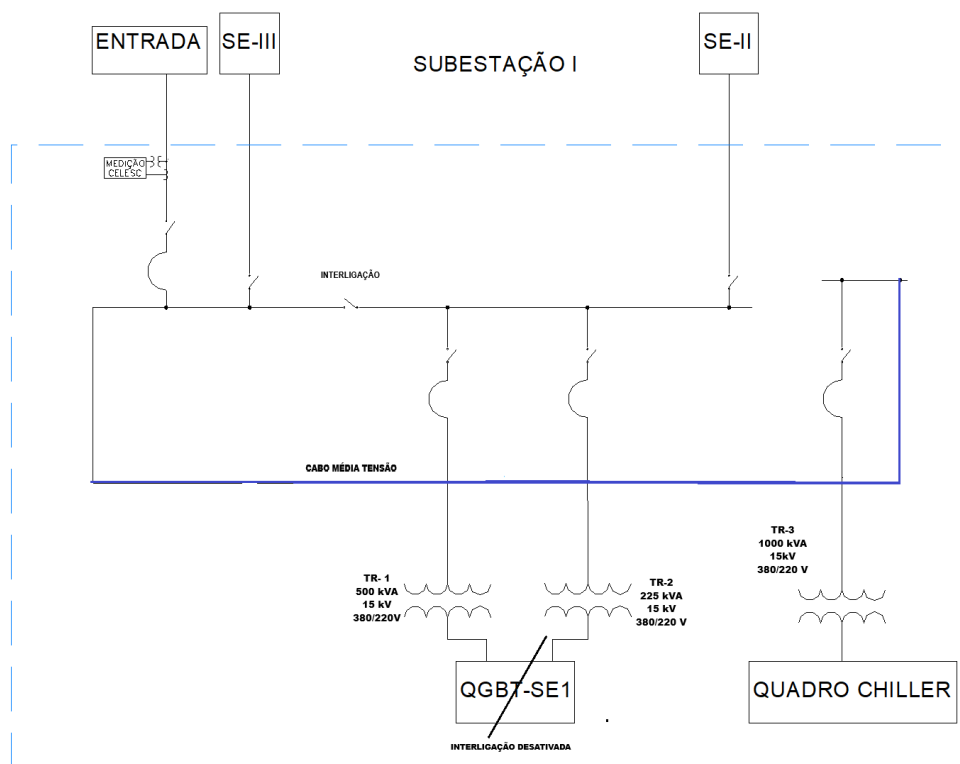 ENTRADA
SE-III
SE-II
SUBESTAÇÃO I
MEDIÇÃO
CELESC
INTERLIGAÇÃO
CABO MÉDIA TENSÃO
TR- 1
500 kVA
15 kV
380/220V
TR-2
225 kVA
15 kV
380/220 V
TR-3
1000 kVA
15kV
380/220 V
QGBT-SE1
QUADRO CHILLER
INTERLIGAÇÃO DESATIVADA